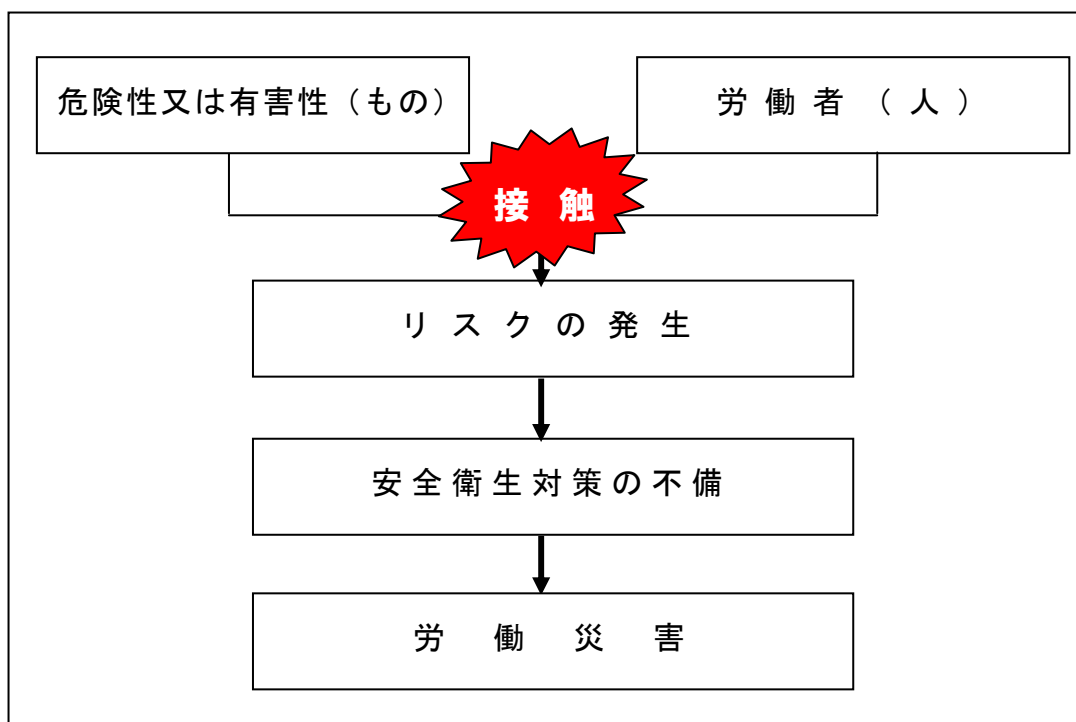 危険性又は有害性（もの）
労働者（人）
接触
リスクの発生
安全衛生対策の不備
労働災害